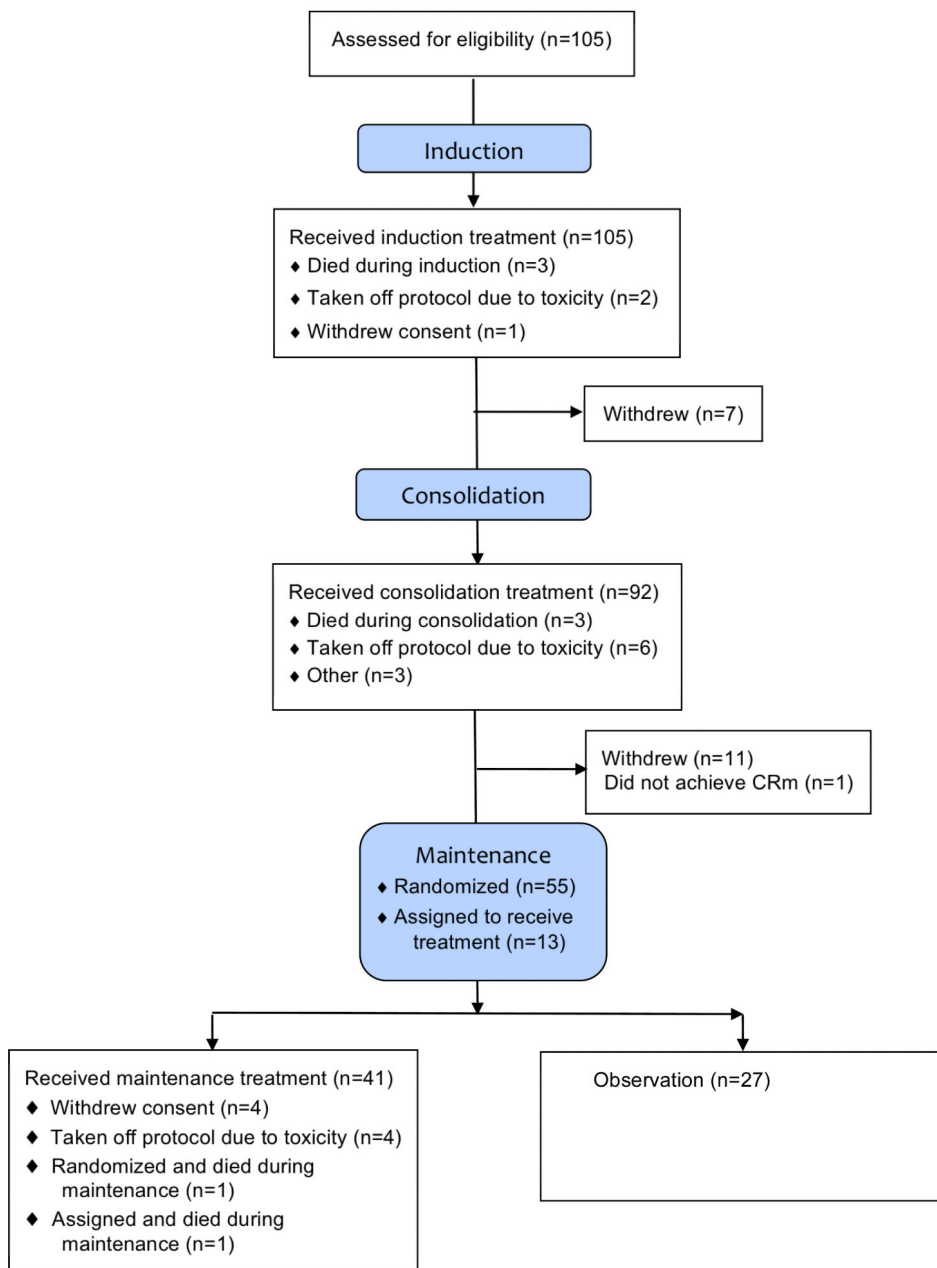 Assessed for eligibility (n=105)
Induction
Received induction treatment (n=105)
♦ Died during induction (n=3)
♦ Taken off protocol due to toxicity (n=2)
♦ Withdrew consent (n=1)
Withdrew (n=7)
Consolidation
Received consolidation treatment (n=92)
♦ Died during consolidation (n=3)
♦ Taken off protocol due to toxicity (n=6)
♦ Other (n=3)
Withdrew (n=11)
Did not achieve CRm (n=1)
Maintenance
♦ Randomized (n=55)
♦ Assigned to receive
treatment (n=13)
Received maintenance treatment (n=41)
♦ Withdrew consent (n=4)
♦ Taken off protocol due to toxicity (n=4)
♦ Randomized and died during
maintenance (n=1)
♦ Assigned and died during
maintenance (n=1)
Observation (n=27)